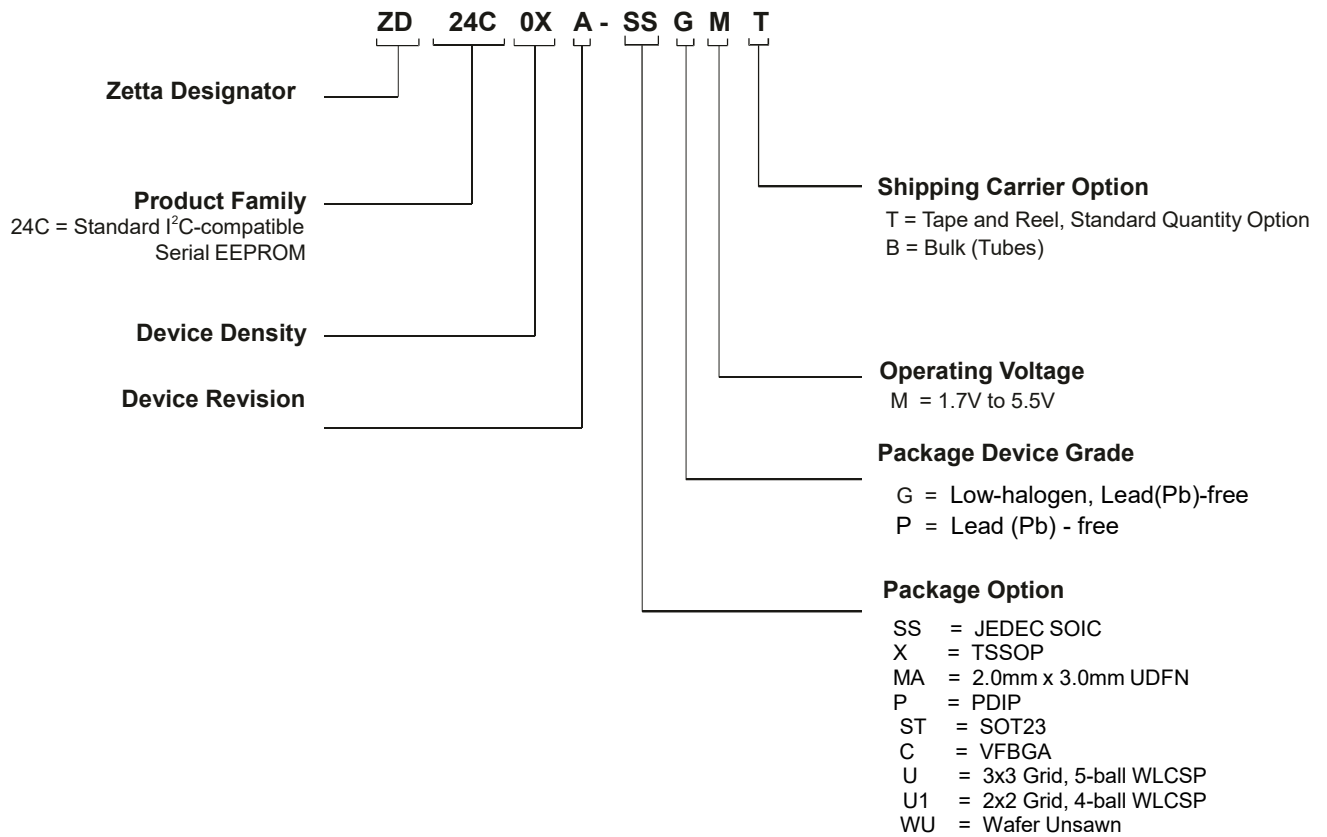 ZD 24C 0X A - SS G M T
Zetta Designator
Product Family
24C = Standard I²C-compatible
Serial EEPROM
Device Density
Device Revision
Shipping Carrier Option
T = Tape and Reel, Standard Quantity Option
B = Bulk (Tubes)
Operating Voltage
M = 1.7V to 5.5V
Package Device Grade
G = Low-halogen, Lead(Pb)-free
P = Lead (Pb) - free
Package Option
SS = JEDEC SOIC
X = TSSOP
MA = 2.0mm x 3.0mm UDFN
P = PDIP
ST = SOT23
C = VFBGA
U = 3x3 Grid, 5-ball WLCSP
U1 = 2x2 Grid, 4-ball WLCSP
WU = Wafer Unsawn